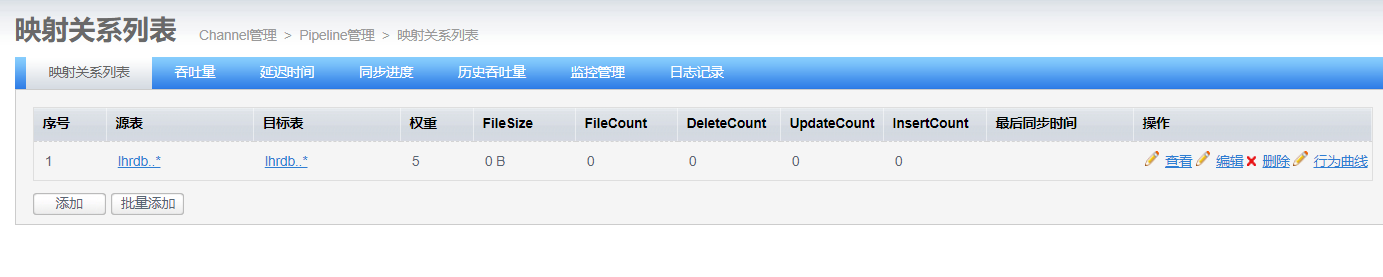 映射关系列表 Channel管理 > Pipeline管理 > 映射关系列表
映射关系列表 吞吐量 延迟时间 同步进度 历史吞吐量 监控管理 日志记录
序号 源表 目标表 权重 FileSize FileCount DeleteCount UpdateCount InsertCount 最后同步时间 操作
1 lhrdb..* lhrdb..* 5 0 B 0 0 0 0 查看 编辑 删除 行为曲线
添加 批量添加